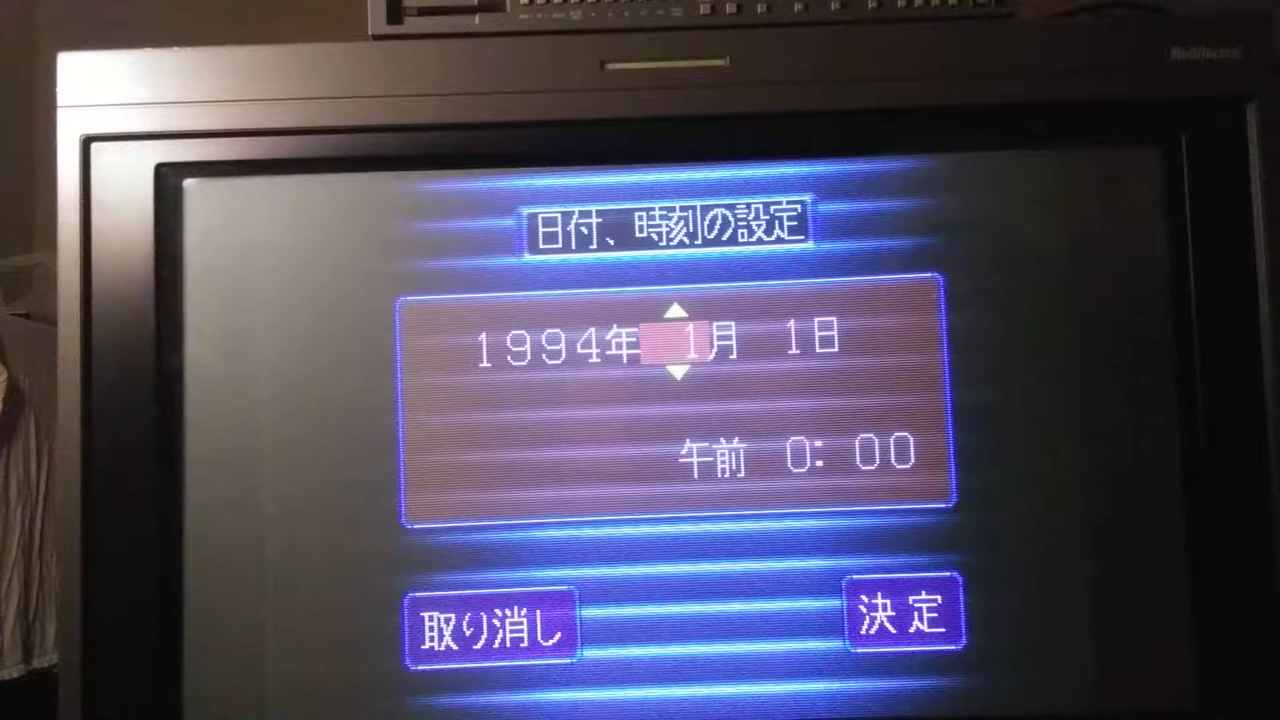 日付、時刻の設定
1994年 1月 1日
午前 0:00
取り消し 決定